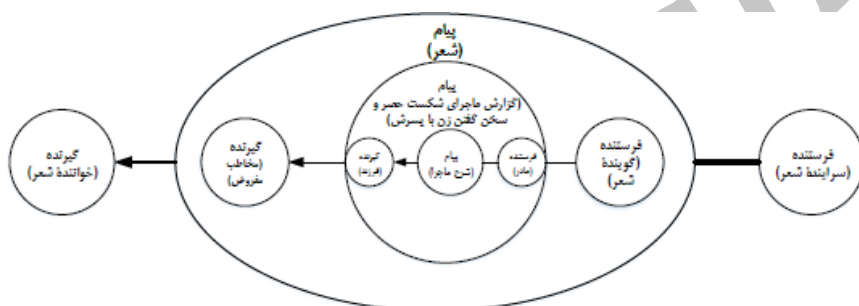 پیام
(شعر)
پیام
(گزارش ماجرای شکست حصر و
سخن گفتن زن با پسرش)
فرستنده
(سرایندهٔ شعر)
فرستنده
(گویندهٔ
شعر)
فرستنده
(مادر)
پیام
(شرح ماجرا)
گیرنده
(فرزند)
گیرنده
(مخاطب
مفروض)
گیرنده
(خوانندهٔ شعر)